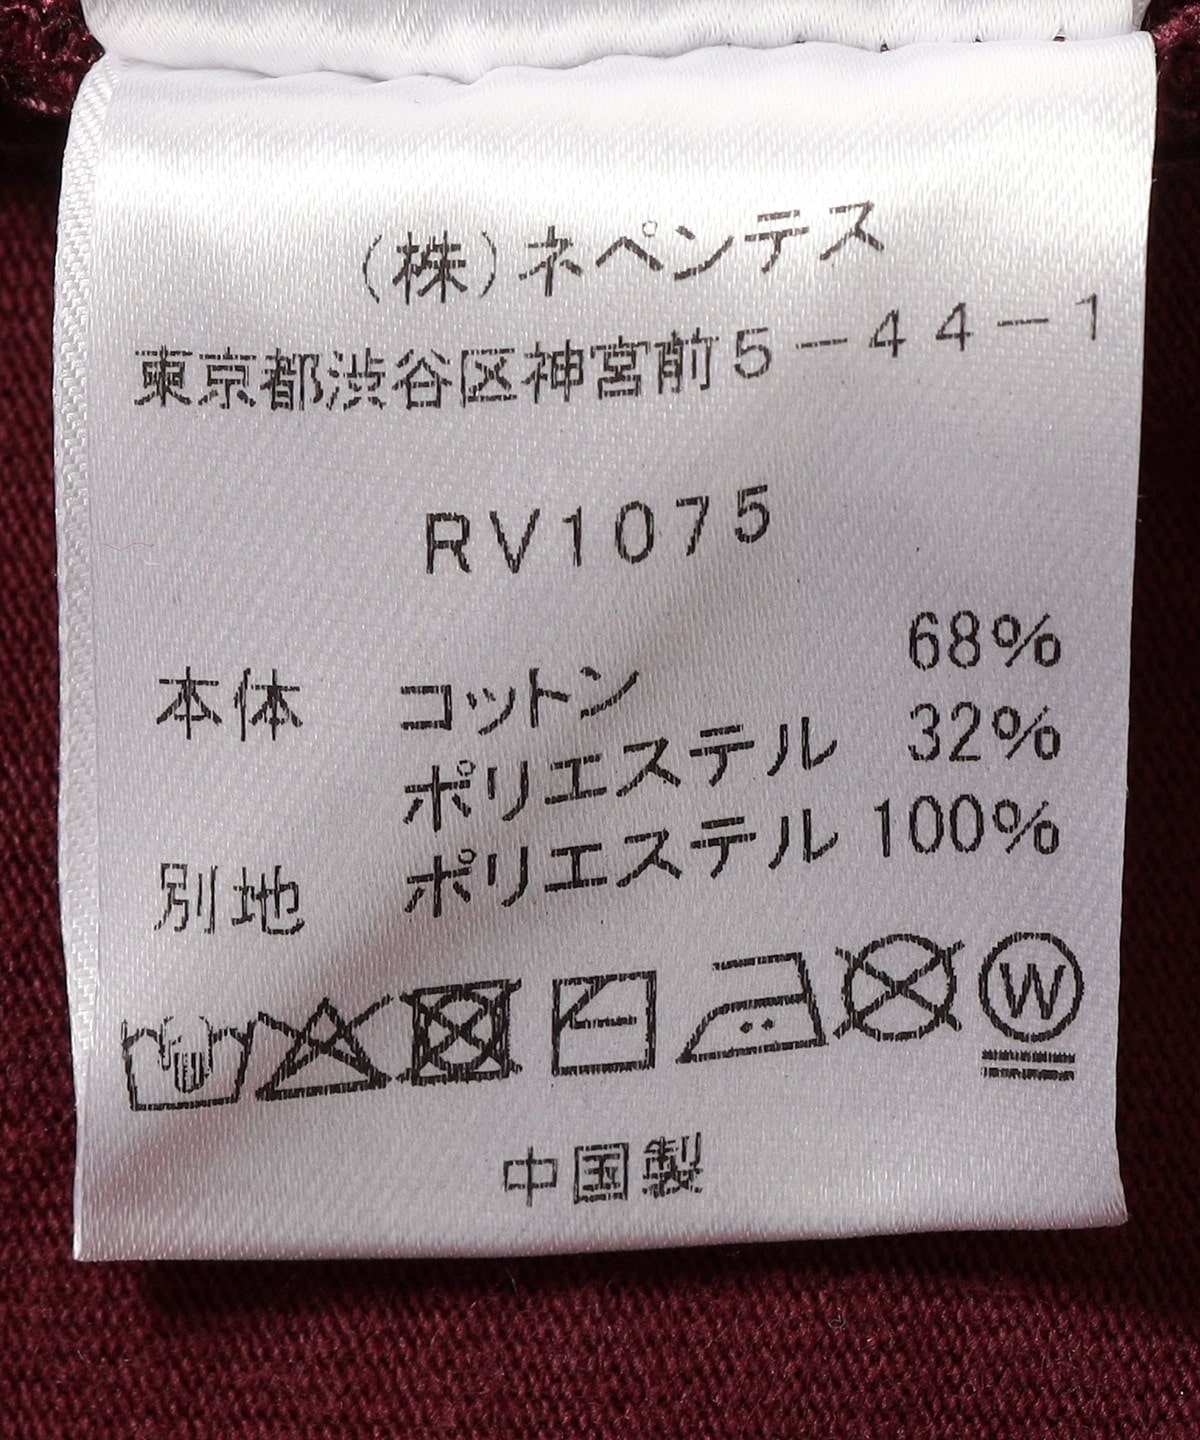 (株)ネペンテス
東京都渋谷区神宮前5-44-1
RV1075
本体 コットン 68%
ポリエステル 32%
別地 ポリエステル 100%
W
中国製